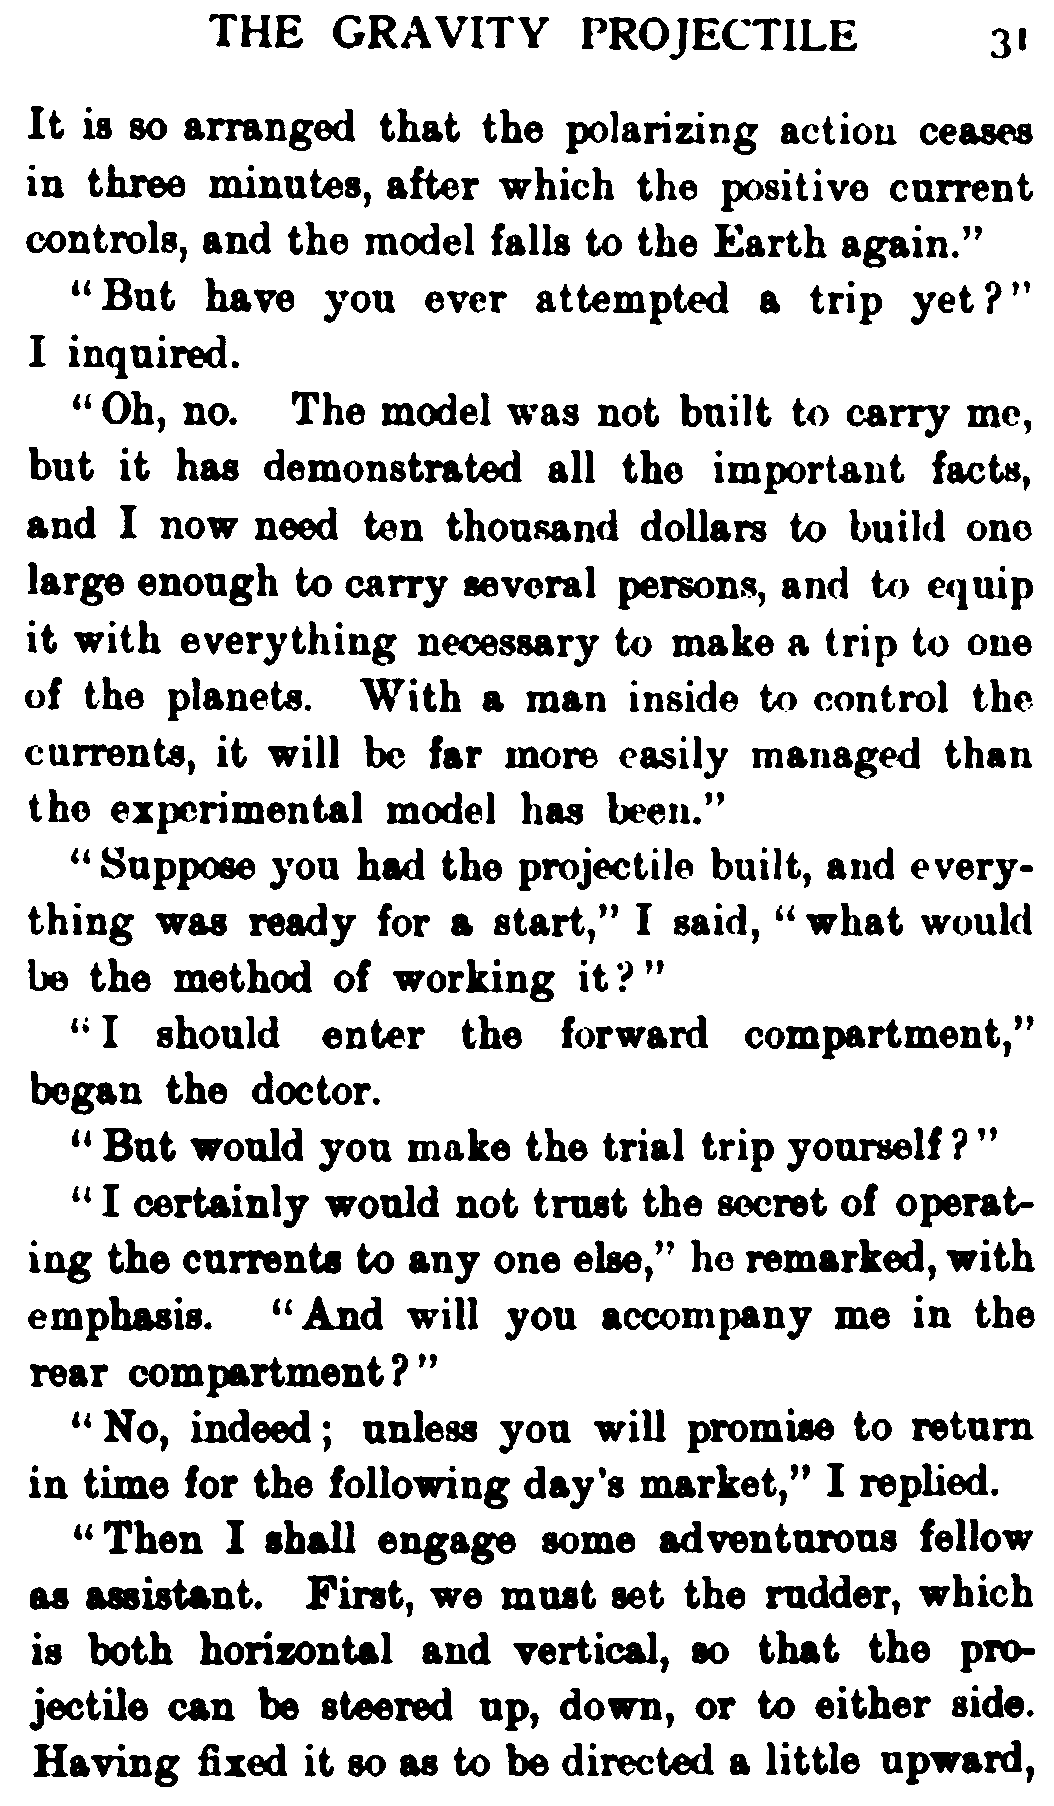 THE GRAVITY PROJECTILE 31
It is so arranged that the polarizing action ceases
in three minutes, after which the positive current
controls, and the model falls to the Earth again."
"But have you ever attempted a trip yet?"
I inquired.
"Oh, no. The model was not built to carry me,
but it has demonstrated all the important facts,
and I now need ten thousand dollars to build one
large enough to carry several persons, and to equip
it with everything necessary to make a trip to one
of the planets. With a man inside to control the
currents, it will be far more easily managed than
the experimental model has been."
"Suppose you had the projectile built, and every-
thing was ready for a start," I said, "what would
be the method of working it?"
"I should enter the forward compartment,"
began the doctor.
"But would you make the trial trip yourself?"
"I certainly would not trust the secret of operat-
ing the currents to any one else," he remarked, with
emphasis. "And will you accompany me in the
rear compartment?"
"No, indeed; unless you will promise to return
in time for the following day's market," I replied.
"Then I shall engage some adventurous fellow
as assistant. First, we must set the rudder, which
is both horizontal and vertical, so that the pro-
jectile can be steered up, down, or to either side.
Having fixed it so as to be directed a little upward,